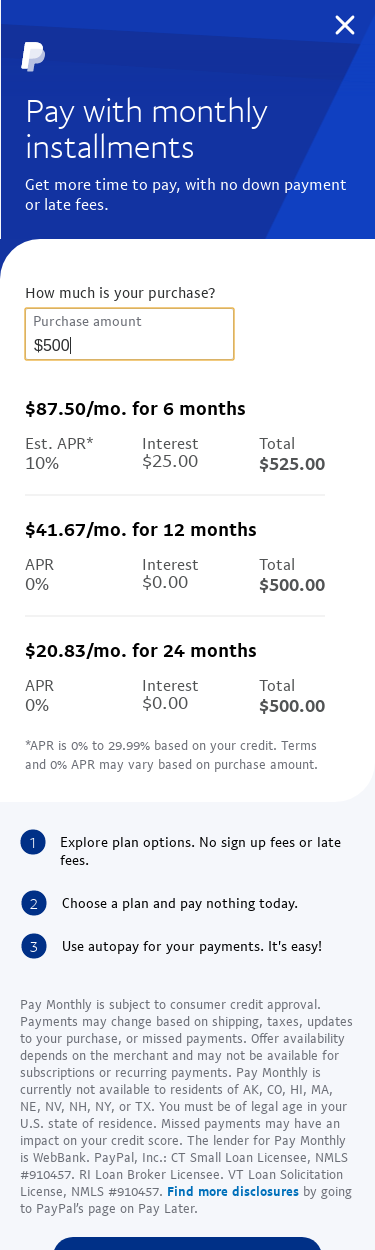 Pay with monthly
installments
Get more time to pay, with no down payment
or late fees.
How much is your purchase?
Purchase amount
$500
$87.50/mo. for 6 months
Est. APR* Interest Total
10% $25.00 $525.00
$41.67/mo. for 12 months
APR Interest Total
0% $0.00 $500.00
$20.83/mo. for 24 months
APR Interest Total
0% $0.00 $500.00
*APR is 0% to 29.99% based on your credit. Terms
and 0% APR may vary based on purchase amount.
1 Explore plan options. No sign up fees or late
fees.
2 Choose a plan and pay nothing today.
3 Use autopay for your payments. It's easy!
Pay Monthly is subject to consumer credit approval.
Payments may change based on shipping, taxes, updates
to your purchase, or missed payments. Offer availability
depends on the merchant and may not be available for
subscriptions or recurring payments. Pay Monthly is
currently not available to residents of AK, CO, HI, MA,
NE, NV, NH, NY, or TX. You must be of legal age in your
U.S. state of residence. Missed payments may have an
impact on your credit score. The lender for Pay Monthly
is WebBank. PayPal, Inc.: CT Small Loan Licensee, NMLS
#910457. RI Loan Broker Licensee. VT Loan Solicitation
License, NMLS #910457. Find more disclosures by going
to PayPal's page on Pay Later.